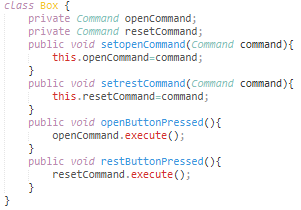 class Box {
    private Command openCommand;
    private Command resetCommand;
    public void setopenCommand(Command command){
        this.openCommand=command;
    }
    public void setrestCommand(Command command){
        this.resetCommand=command;
    }
    public void openButtonPressed(){
        openCommand.execute();
    }
    public void restButtonPressed(){
        resetCommand.execute();
    }
}